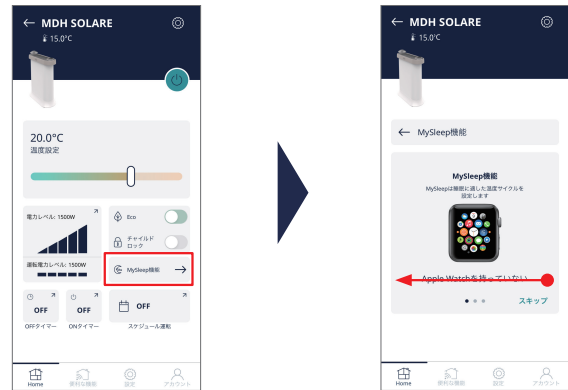 ← MDH SOLARE
15.0°C
20.0°C
温度設定
電力レベル: 1500W
運転電力レベル: 1500W
Eco
チャイルド
ロック
MySleep機能 →
OFF
OFFタイマー
OFF
ONタイマー
OFF
スケジュール運転
Home
便利な機能
設定
アカウント
← MDH SOLARE
15.0°C
← MySleep機能
MySleep機能
MySleepは睡眠に適した温度サイクルを
設定します
Apple Watchを持っていない
スキップ
Home
便利な機能
設定
アカウント